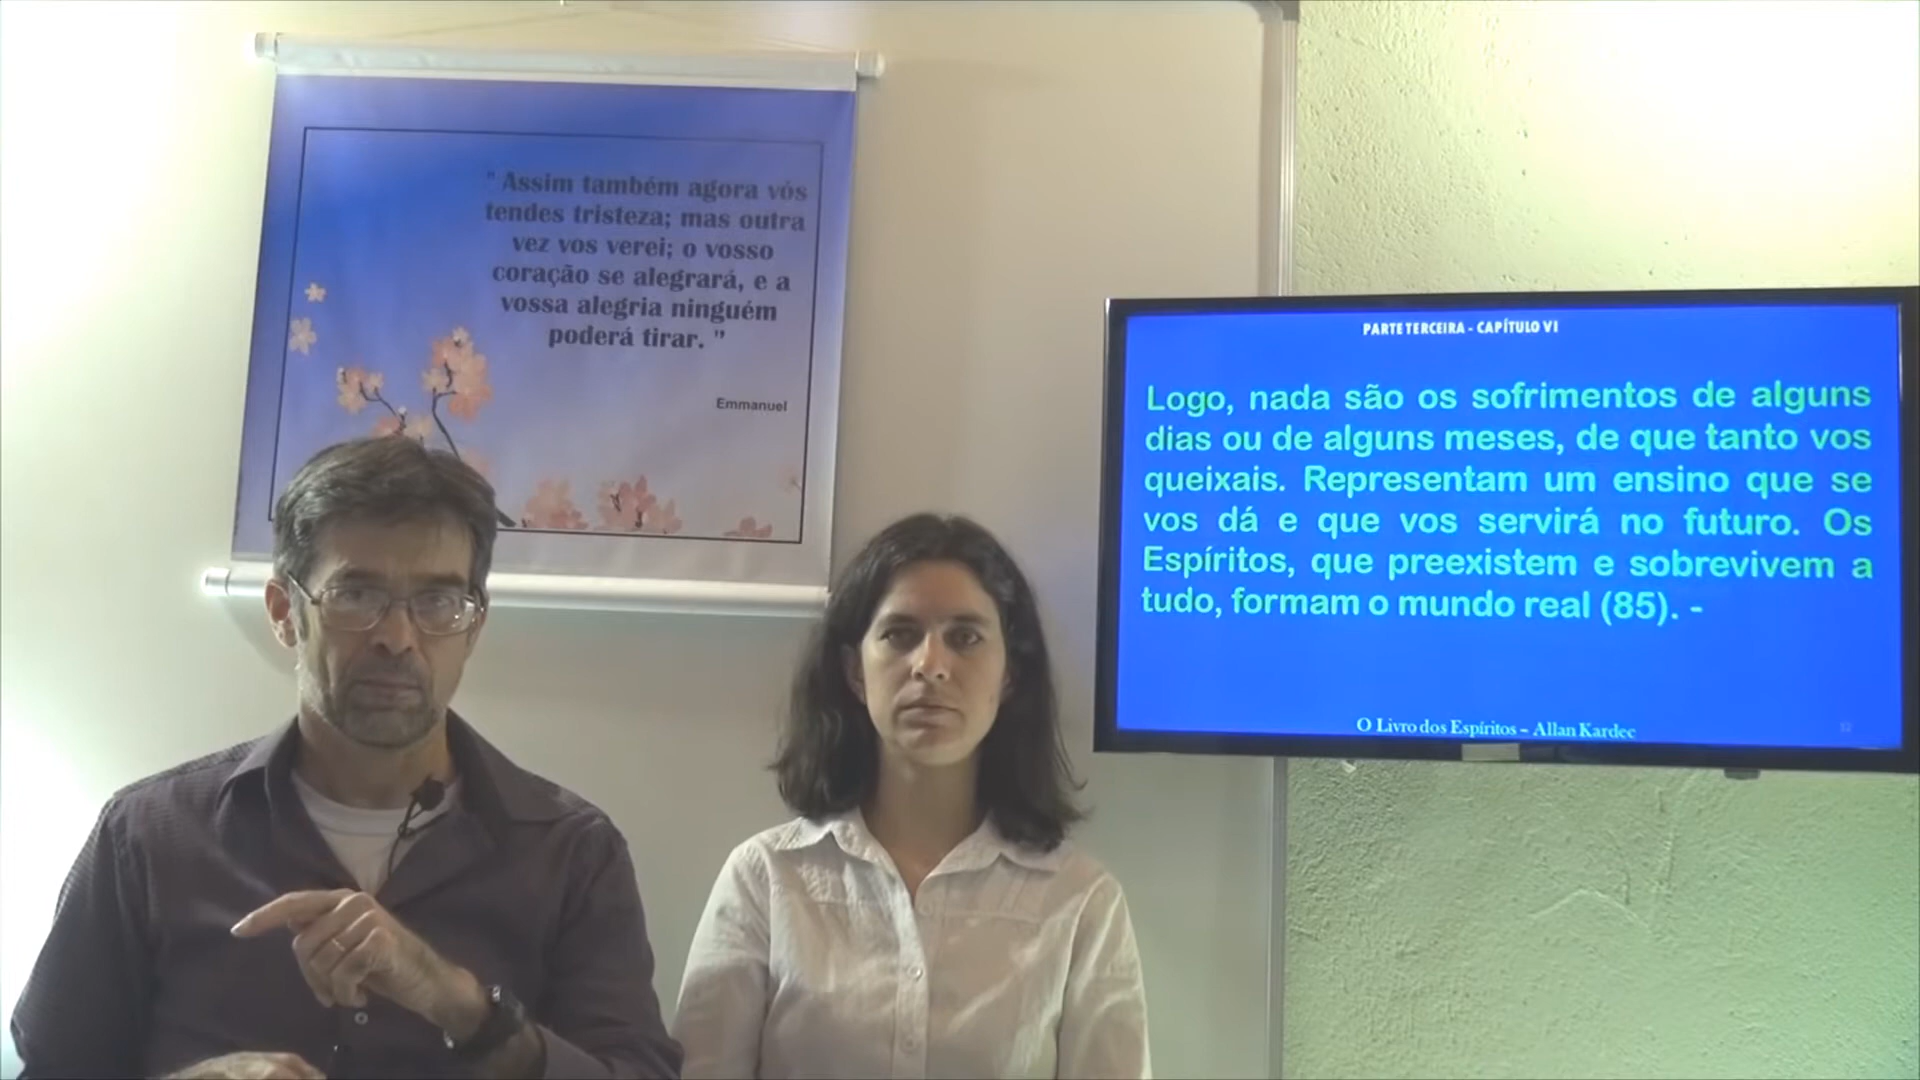 " Assim também agora vós
tendes tristeza; mas outra
vez vos verei; o vosso
coração se alegrará, e a
vossa alegria ninguém
poderá tirar. "
Emmanuel
PARTE TERCEIRA - CAPÍTULO VI
Logo, nada são os sofrimentos de alguns
dias ou de alguns meses, de que tanto vos
queixais. Representam um ensino que se
vos dá e que vos servirá no futuro. Os
Espíritos, que preexistem e sobrevivem a
tudo, formam o mundo real (85). -
O Livro dos Espíritos – Allan Kardec